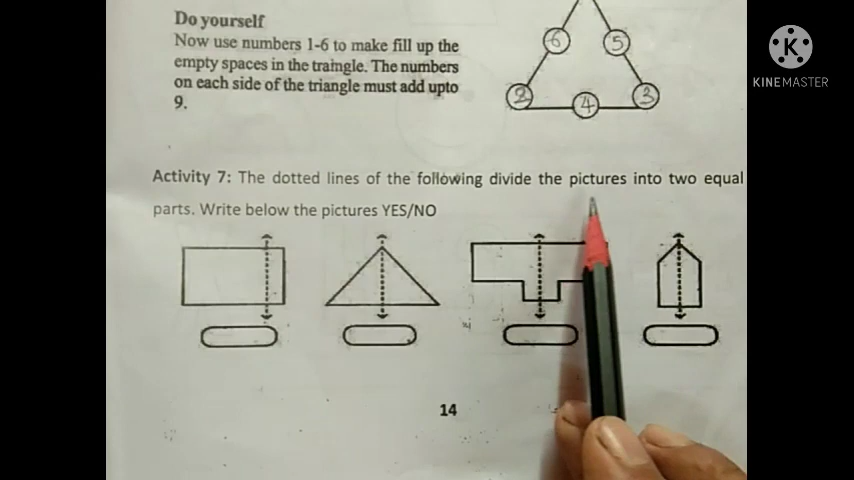 Do yourself
Now use numbers 1-6 to make fill up the
empty spaces in the traingle. The numbers
on each side of the triangle must add upto
9.
6
5
2
4
3
K
KINEMASTER
Activity 7: The dotted lines of the following divide the pictures into two equal
parts. Write below the pictures YES/NO
14